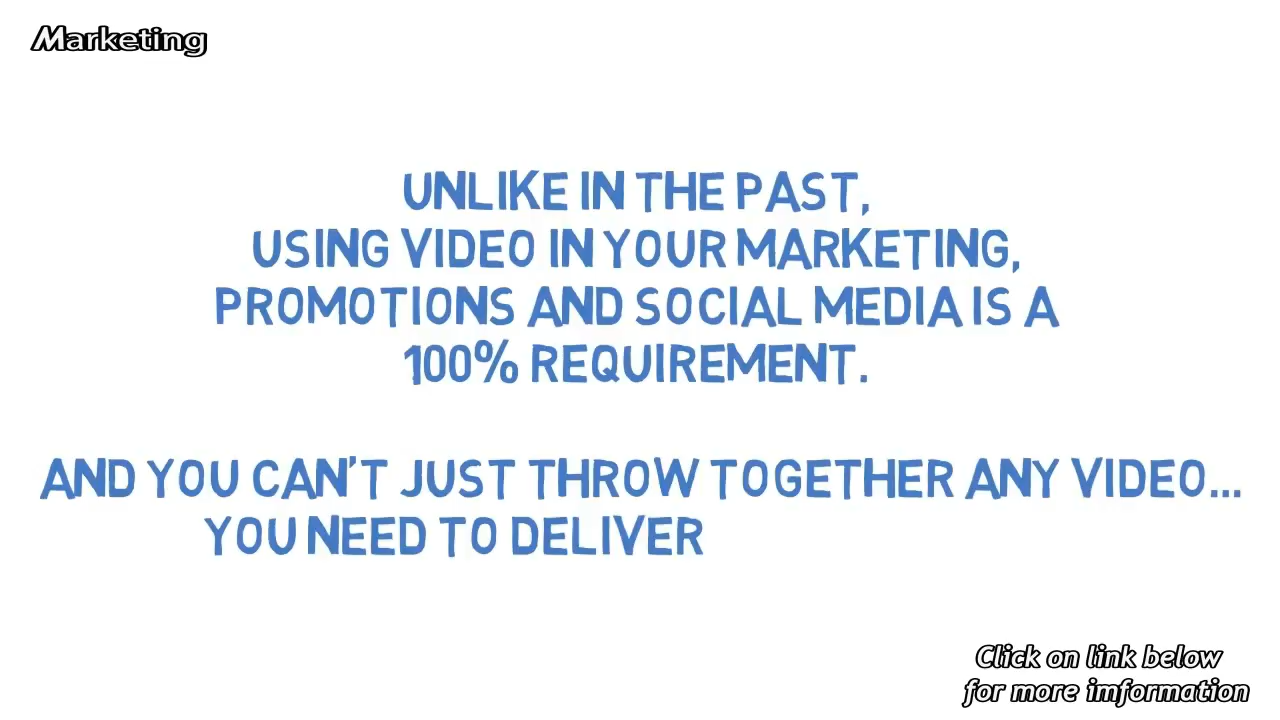 Marketing
UNLIKE IN THE PAST,
USING VIDEO IN YOUR MARKETING,
PROMOTIONS AND SOCIAL MEDIA IS A
100% REQUIREMENT.
AND YOU CAN'T JUST THROW TOGETHER ANY VIDEO...
YOU NEED TO DELIVER
Click on link below
for more imformation